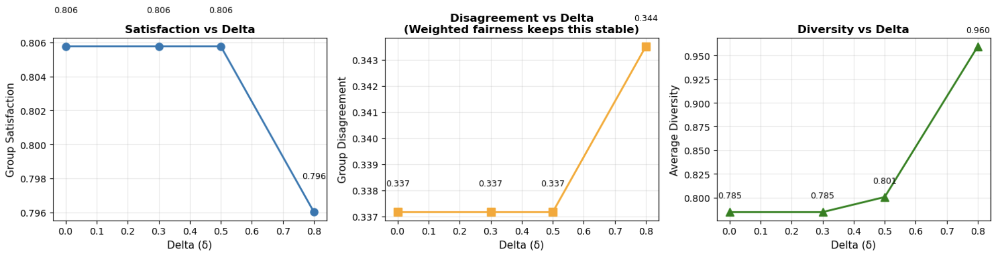 0.806
0.806
0.806
Satisfaction vs Delta
0.806
0.804
0.802
0.800
0.798
0.796
Group Satisfaction
0.796
0.0 0.1 0.2 0.3 0.4 0.5 0.6 0.7 0.8
Delta (δ)
Disagreement vs Delta
(Weighted fairness keeps this stable)
0.344
0.343
0.342
0.341
0.340
0.339
0.338
0.337
Group Disagreement
0.337
0.337
0.337
0.0 0.1 0.2 0.3 0.4 0.5 0.6 0.7 0.8
Delta (δ)
Diversity vs Delta
0.960
0.950
0.925
0.900
0.875
0.850
0.825
0.800
Average Diversity
0.785
0.785
0.801
0.0 0.1 0.2 0.3 0.4 0.5 0.6 0.7 0.8
Delta (δ)